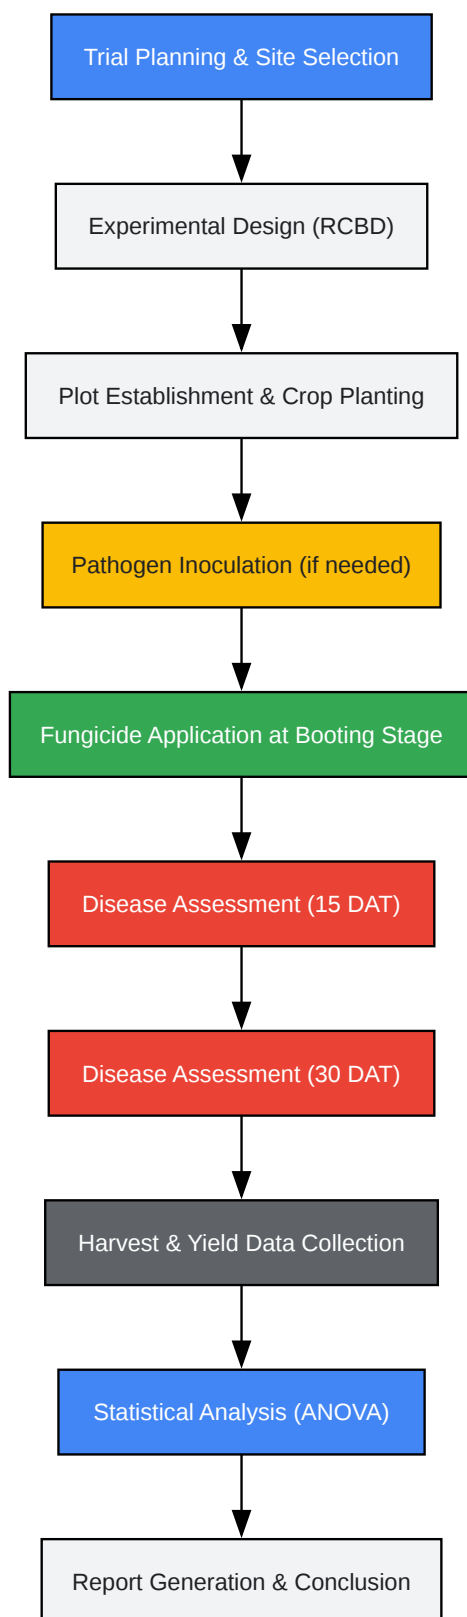 Trial Planning & Site Selection
Experimental Design (RCBD)
Plot Establishment & Crop Planting
Pathogen Inoculation (if needed)
Fungicide Application at Booting Stage
Disease Assessment (15 DAT)
Disease Assessment (30 DAT)
Harvest & Yield Data Collection
Statistical Analysis (ANOVA)
Report Generation & Conclusion